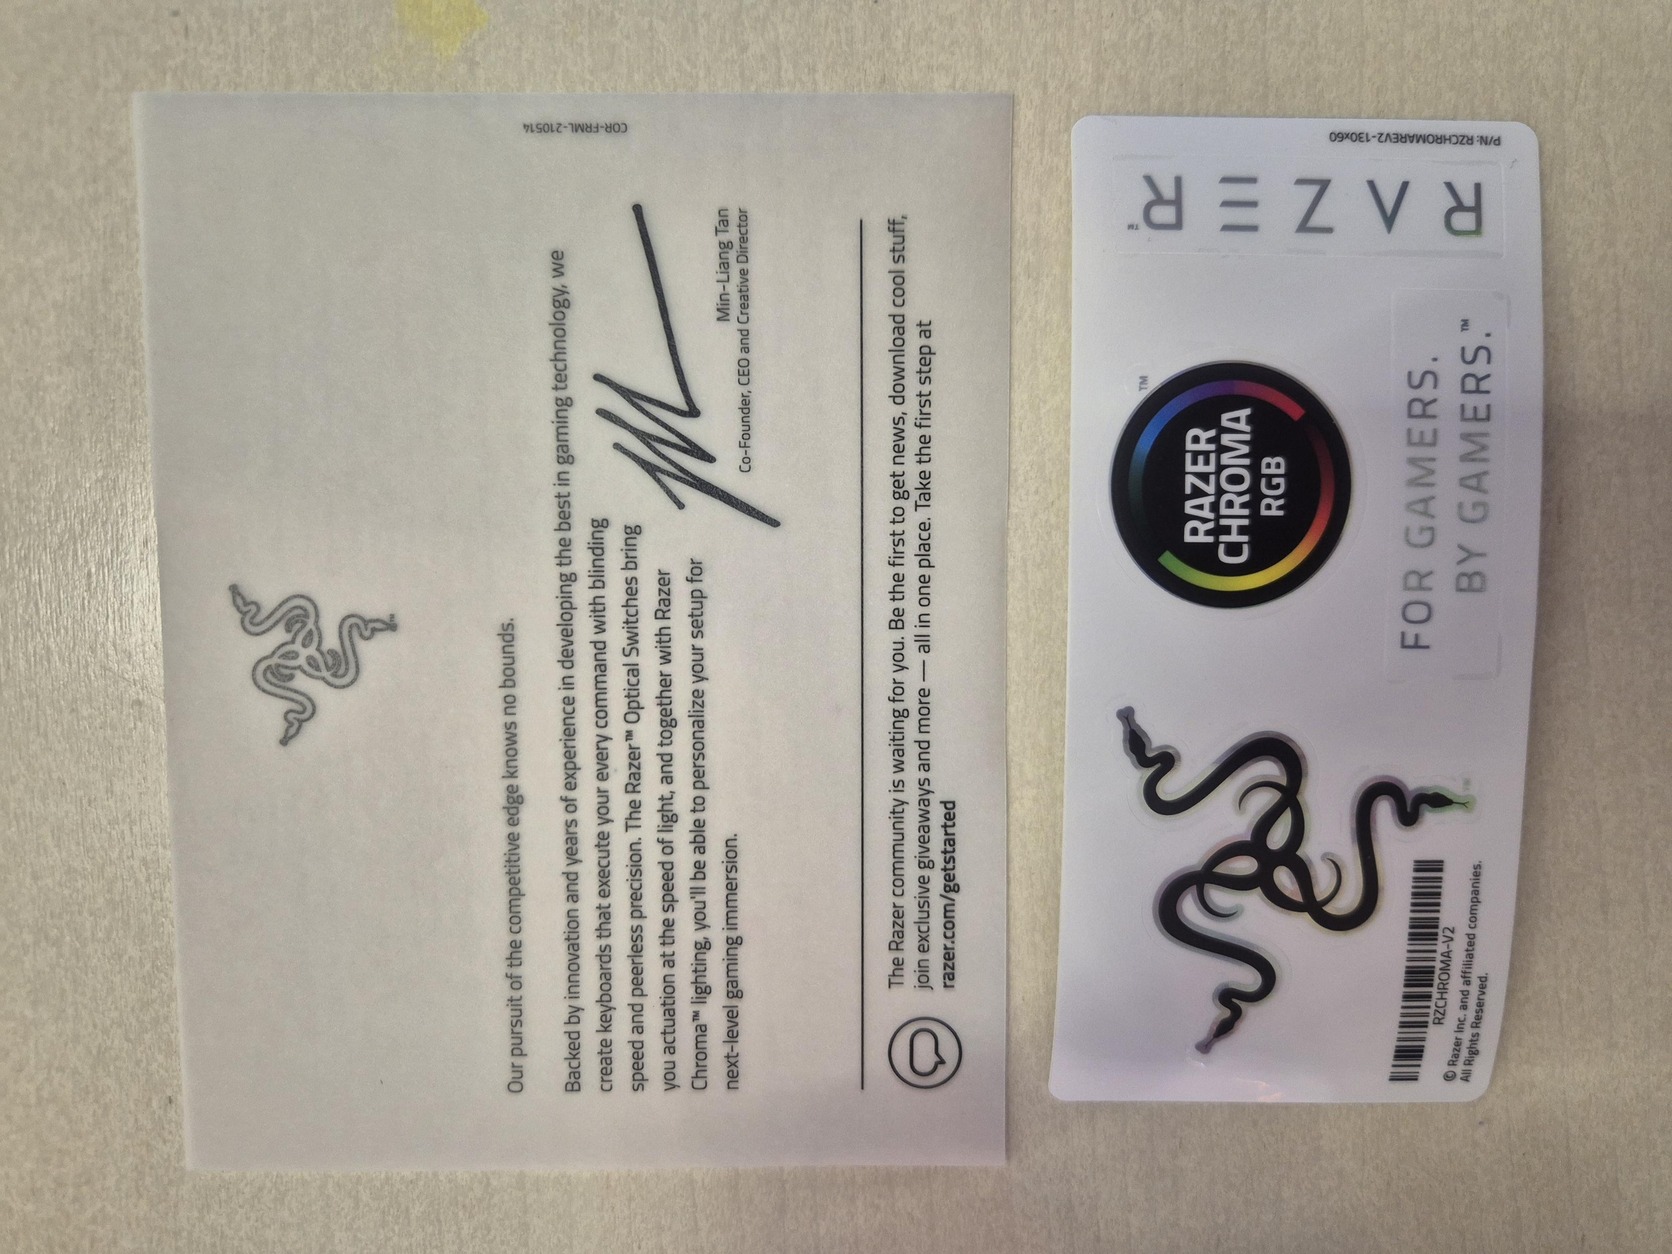 COR-FRML-210514
Our pursuit of the competitive edge knows no bounds.
Backed by innovation and years of experience in developing the best in gaming technology, we
create keyboards that execute your every command with blinding
speed and peerless precision. The Razer™ Optical Switches bring
you actuation at the speed of light, and together with Razer
Chroma™ lighting, you'll be able to personalize your setup for
next-level gaming immersion.
Min-Liang Tan
Co-Founder, CEO and Creative Director
The Razer community is waiting for you. Be the first to get news, download cool stuff,
join exclusive giveaways and more — all in one place. Take the first step at
razer.com/getstarted
RAZER™
P/N: RZCHROMAREV2-130x60
RAZER
CHROMA
RGB
™
FOR GAMERS.
BY GAMERS.™
RZCHROMA-V2
© Razer Inc. and affiliated companies.
All Rights Reserved.